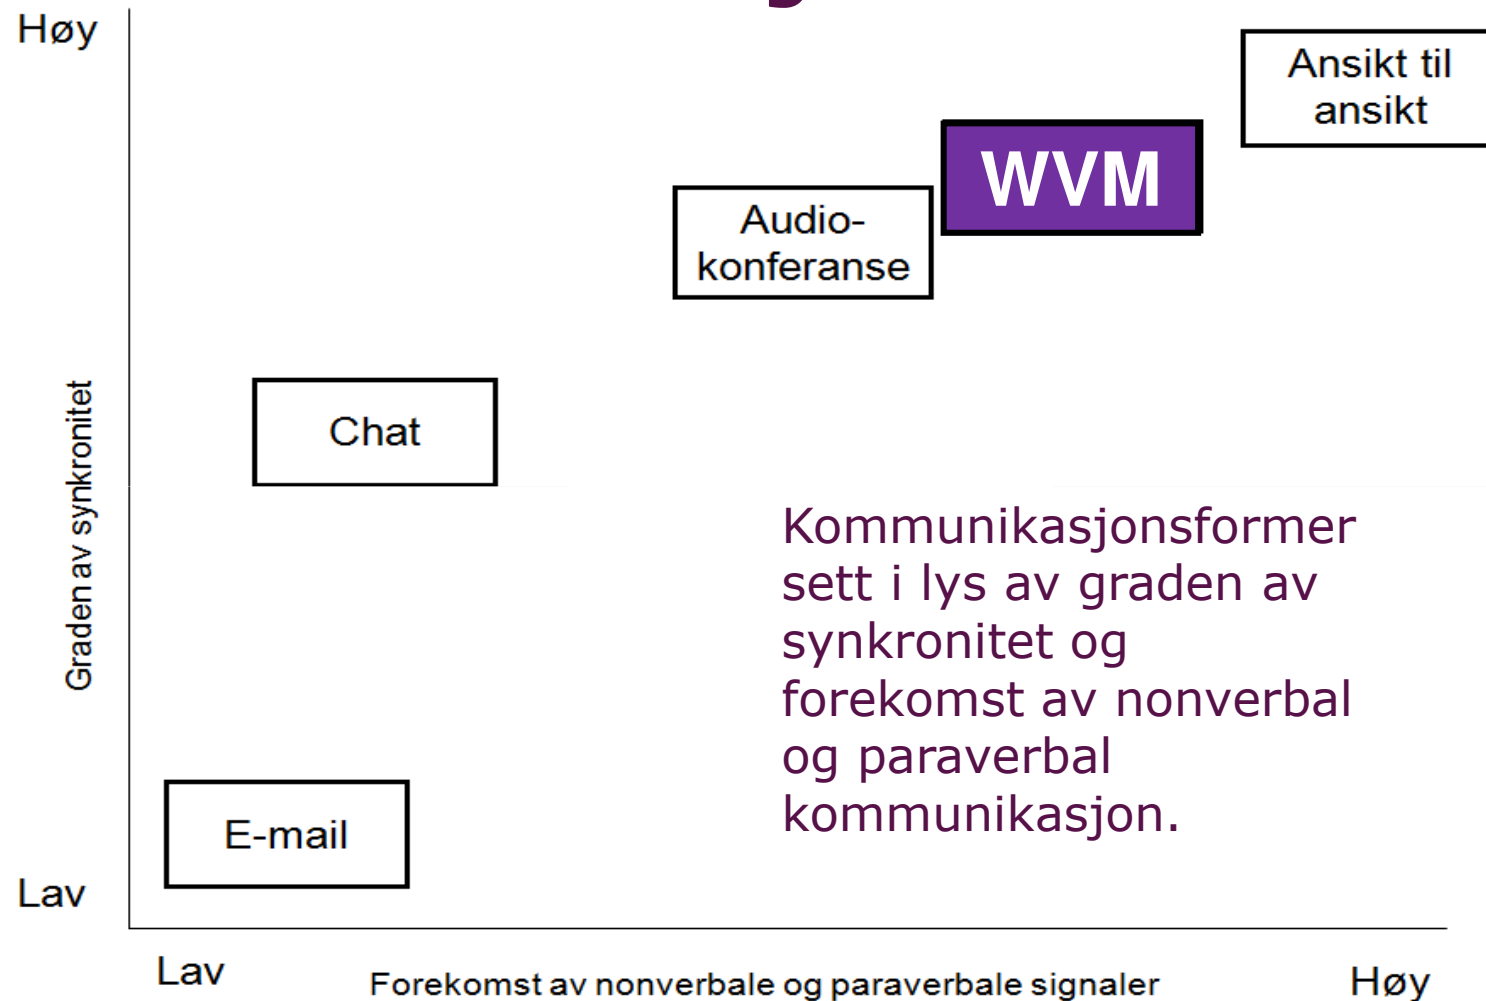 Høy
Ansikt til
ansikt
WVM
Audio-
konferanse
Graden av synkronitet
Chat
Kommunikasjonsformer
sett i lys av graden av
synkronitet og
forekomst av nonverbal
og paraverbal
kommunikasjon.
E-mail
Lav
Lav
Forekomst av nonverbale og paraverbale signaler
Høy